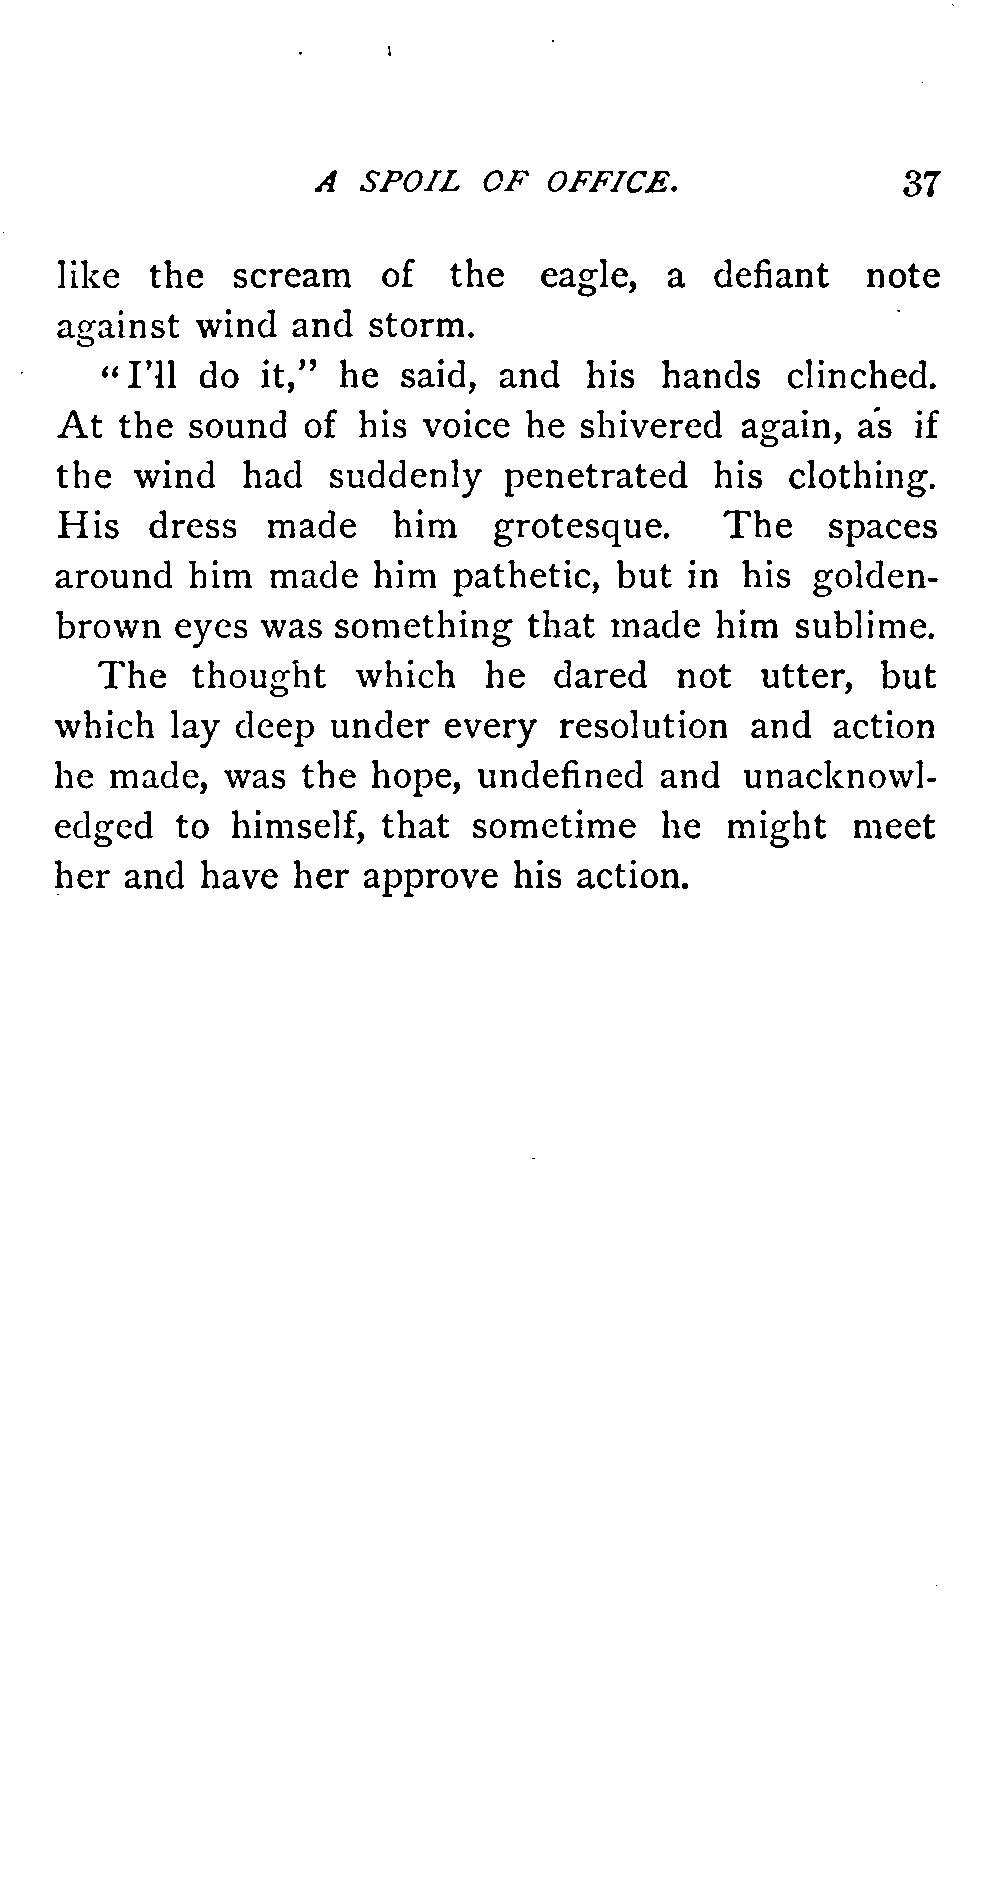 A SPOIL OF OFFICE. 37
like the scream of the eagle, a defiant note
against wind and storm.
"I'll do it," he said, and his hands clinched.
At the sound of his voice he shivered again, as if
the wind had suddenly penetrated his clothing.
His dress made him grotesque. The spaces
around him made him pathetic, but in his golden-
brown eyes was something that made him sublime.
The thought which he dared not utter, but
which lay deep under every resolution and action
he made, was the hope, undefined and unacknowl-
edged to himself, that sometime he might meet
her and have her approve his action.